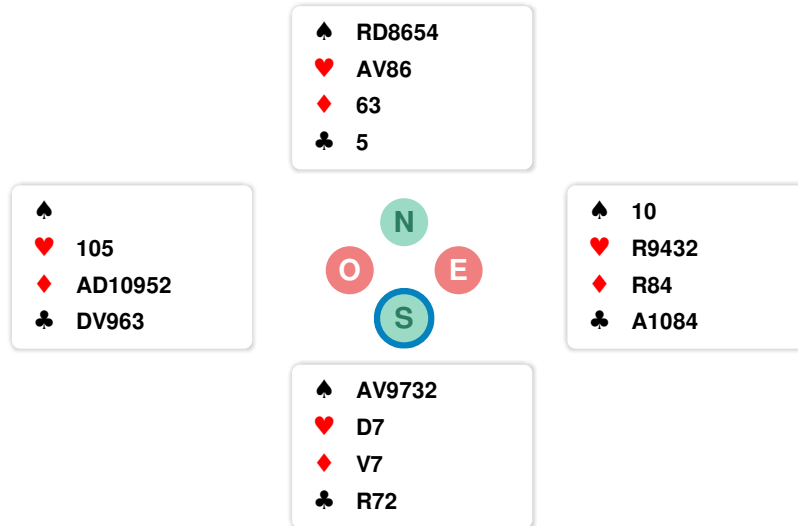 ♠ RD8654
♥ AV86
♦ 63
♣ 5
♠
♥ 105
♦ AD10952
♣ DV963
N
O E
S
♠ 10
♥ R9432
♦ R84
♣ A1084
♠ AV9732
♥ D7
♦ V7
♣ R72